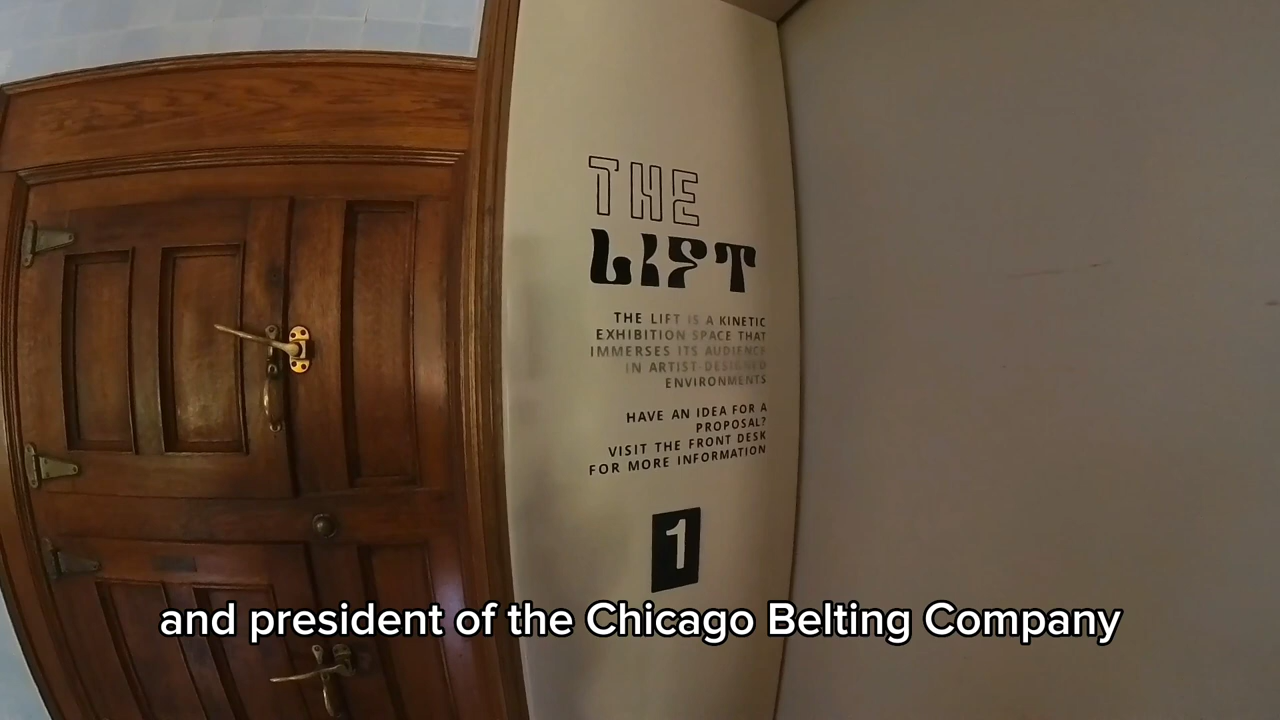 THE
LIFT
THE LIFT IS A KINETIC
EXHIBITION SPACE THAT
IMMERSES ITS AUDIENCE
IN ARTIST-DESIGNED
ENVIRONMENTS
HAVE AN IDEA FOR A
PROPOSAL?
VISIT THE FRONT DESK
FOR MORE INFORMATION
1
and president of the Chicago Belting Company